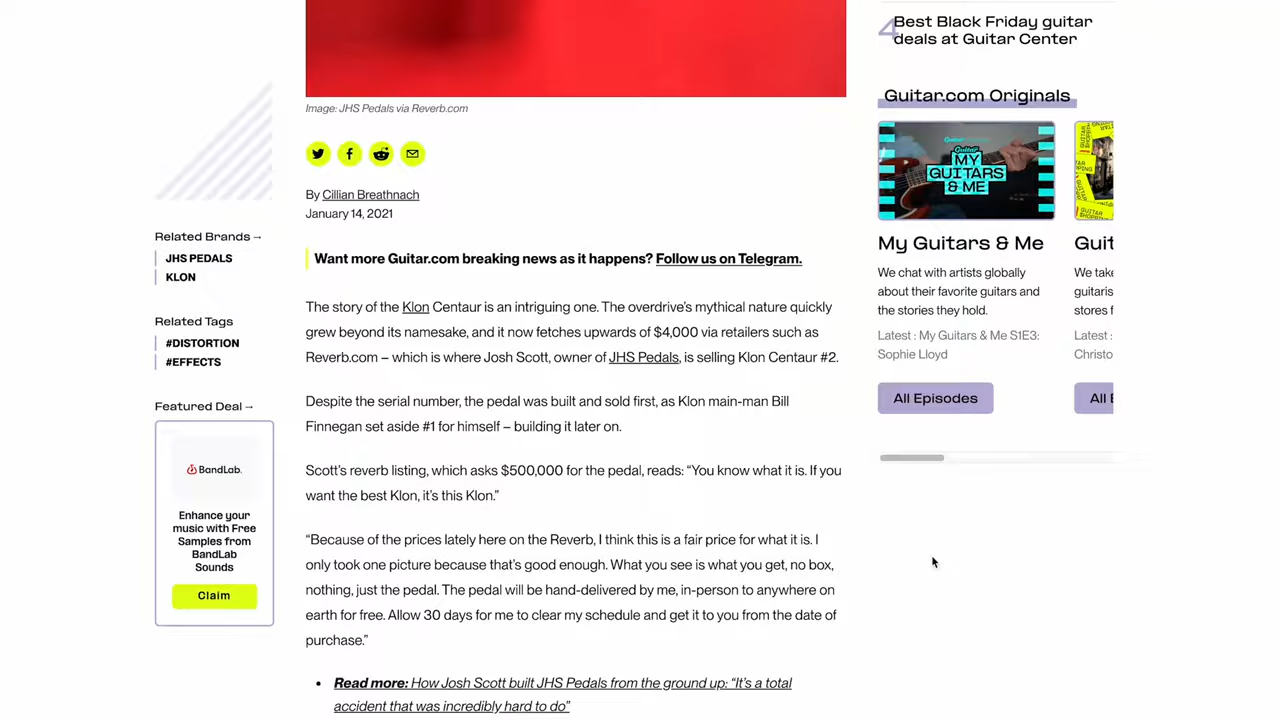 Image: JHS Pedals via Reverb.com
By Cillian Breathnach
January 14, 2021
Related Brands→
JHS PEDALS
KLON
Related Tags
#DISTORTION
#EFFECTS
Featured Deal→
BandLab.
Enhance your
music with Free
Samples from
BandLab
Sounds
Claim
Want more Guitar.com breaking news as it happens? Follow us on Telegram.
The story of the Klon Centaur is an intriguing one. The overdrive’s mythical nature quickly
grew beyond its namesake, and it now fetches upwards of $4,000 via retailers such as
Reverb.com – which is where Josh Scott, owner of JHS Pedals, is selling Klon Centaur #2.
Despite the serial number, the pedal was built and sold first, as Klon main-man Bill
Finnegan set aside #1 for himself – building it later on.
Scott’s reverb listing, which asks $500,000 for the pedal, reads: “You know what it is. If you
want the best Klon, it’s this Klon.”
“Because of the prices lately here on the Reverb, I think this is a fair price for what it is. I
only took one picture because that’s good enough. What you see is what you get, no box,
nothing, just the pedal. The pedal will be hand-delivered by me, in-person to anywhere on
earth for free. Allow 30 days for me to clear my schedule and get it to you from the date of
purchase.”
• Read more: How Josh Scott built JHS Pedals from the ground up: “It’s a total
accident that was incredibly hard to do”
4
Best Black Friday guitar
deals at Guitar Center
Guitar.com Originals
Guitar
MY
GUITARS
& ME
My Guitars & Me
We chat with artists globally
about their favorite guitars and
the stories they hold.
Latest : My Guitars & Me S1E3:
Sophie Lloyd
All Episodes
Guit
We take
guitaris
stores f
Latest :
Christo
All E